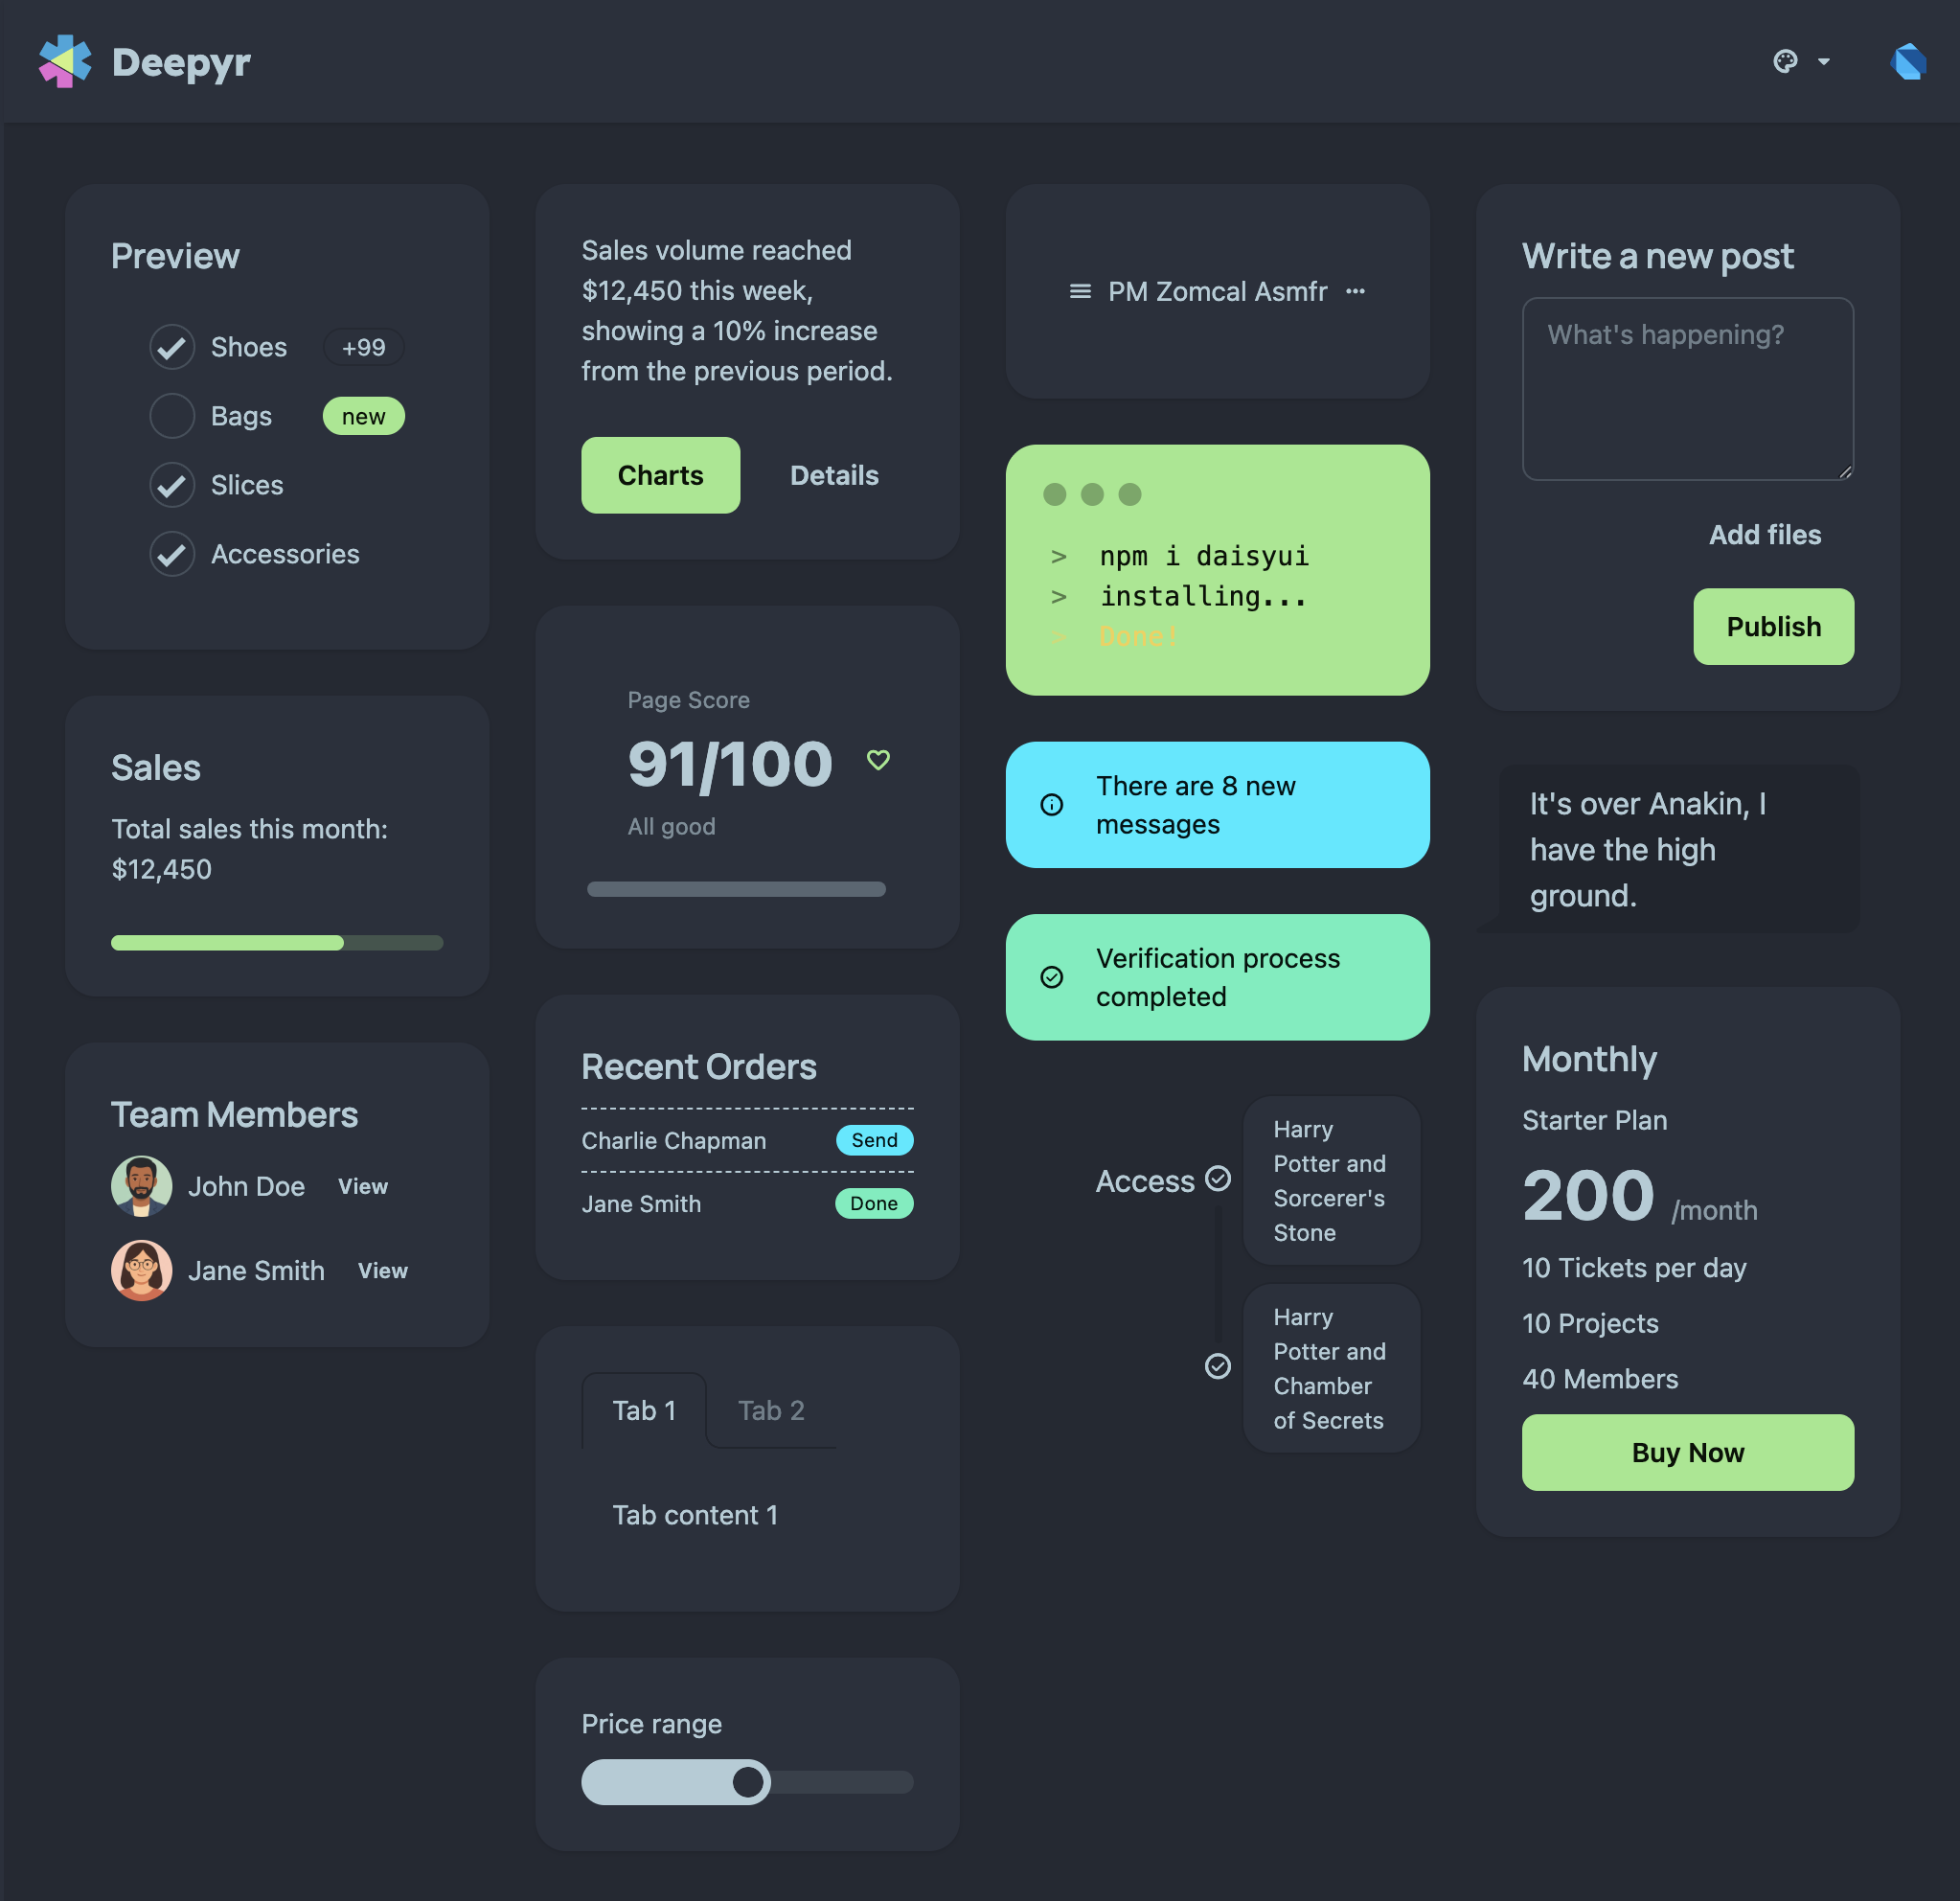 Deepyr
Preview
Shoes +99
Bags new
Slices
Accessories
Sales
Total sales this month:
$12,450
Team Members
John Doe View
Jane Smith View
Sales volume reached
$12,450 this week,
showing a 10% increase
from the previous period.
Charts Details
Page Score
91/100
All good
Recent Orders
Charlie Chapman Send
Jane Smith Done
Tab 1 Tab 2
Tab content 1
Price range
PM Zomcal Asmfr
> npm i daisyui
> installing...
> Done!
There are 8 new
messages
Verification process
completed
Access
Harry
Potter and
Sorcerer's
Stone
Harry
Potter and
Chamber
of Secrets
Write a new post
What's happening?
Add files
Publish
It's over Anakin, I
have the high
ground.
Monthly
Starter Plan
200 /month
10 Tickets per day
10 Projects
40 Members
Buy Now